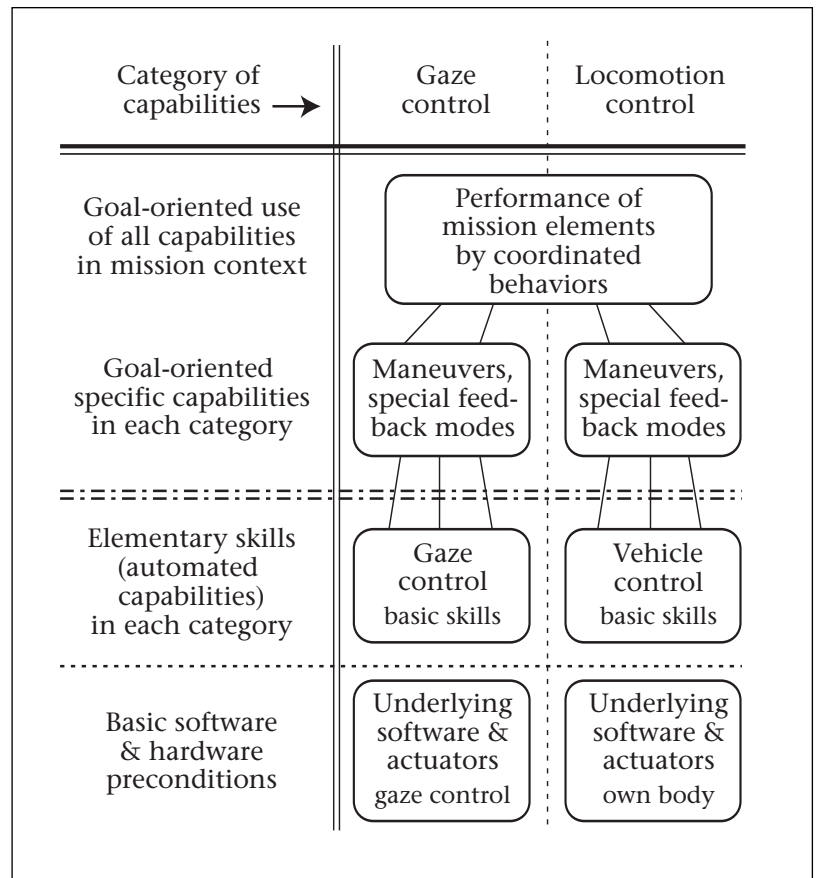 Category of
capabilities
Gaze
control
Locomotion
control
Goal-oriented use
of all capabilities
in mission context
Performance of
mission elements
by coordinated
behaviors
Goal-oriented
specific capabilities
in each category
Maneuvers,
special feed-
back modes
Maneuvers,
special feed-
back modes
Elementary skills
(automated
capabilities)
in each category
Gaze
control
basic skills
Vehicle
control
basic skills
Basic software
& hardware
preconditions
Underlying
software &
actuators
gaze control
Underlying
software &
actuators
own body